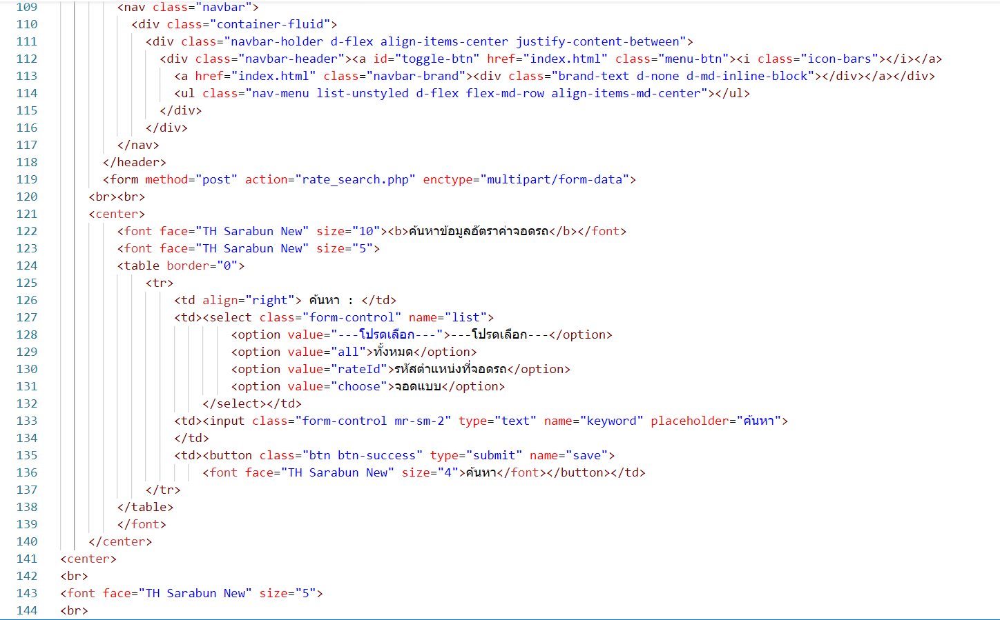 109 <nav class="navbar">
110 <div class="container-fluid">
111 <div class="navbar-holder d-flex align-items-center justify-content-between">
112 <div class="navbar-header"><a id="toggle-btn" href="index.html" class="menu-btn"><i class="icon-bars"></i></a>
113 <a href="index.html" class="navbar-brand"><div class="brand-text d-none d-md-inline-block"></div></a></div>
114 <ul class="nav-menu list-unstyled d-flex flex-md-row align-items-md-center"></ul>
115 </div>
116 </div>
117 </nav>
118 </header>
119 <form method="post" action="rate_search.php" enctype="multipart/form-data">
120 <br><br>
121 <center>
122 <font face="TH Sarabun New" size="10"><b>ค้นหาข้อมูลอัตราค่าจอดรถ</b></font>
123 <font face="TH Sarabun New" size="5">
124 <table border="0">
125 <tr>
126 <td align="right"> ค้นหา : </td>
127 <td><select class="form-control" name="list">
128 <option value="---โปรดเลือก---">---โปรดเลือก---</option>
129 <option value="all">ทั้งหมด</option>
130 <option value="rateId">รหัสตำแหน่งที่จอดรถ</option>
131 <option value="choose">จอดแบบ</option>
132 </select></td>
133 <td><input class="form-control mr-sm-2" type="text" name="keyword" placeholder="ค้นหา">
134 </td>
135 <td><button class="btn btn-success" type="submit" name="save">
136 <font face="TH Sarabun New" size="4">ค้นหา</font></button></td>
137 </tr>
138 </table>
139 </font>
140 </center>
141 <center>
142 <br>
143 <font face="TH Sarabun New" size="5">
144 <br>